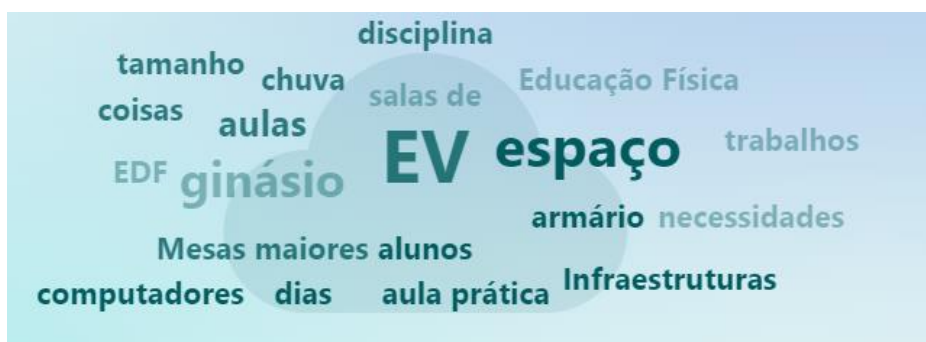 disciplina
tamanho
chuva
Educação Física
salas de
coisas
aulas
EV espaço
trabalhos
EDF ginásio
armário necessidades
Mesas maiores alunos
computadores dias aula prática Infraestruturas